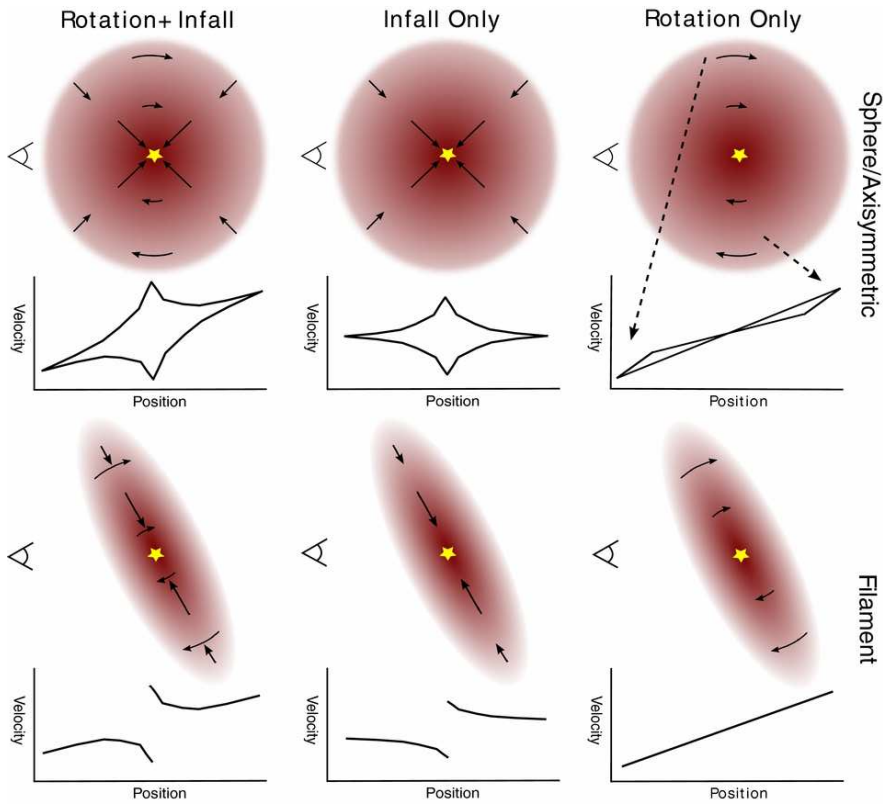 Rotation+ Infall
Infall Only
Rotation Only
Sphere/Axisymmetric
Velocity
Position
Velocity
Position
Velocity
Position
Filament
Velocity
Position
Velocity
Position
Velocity
Position